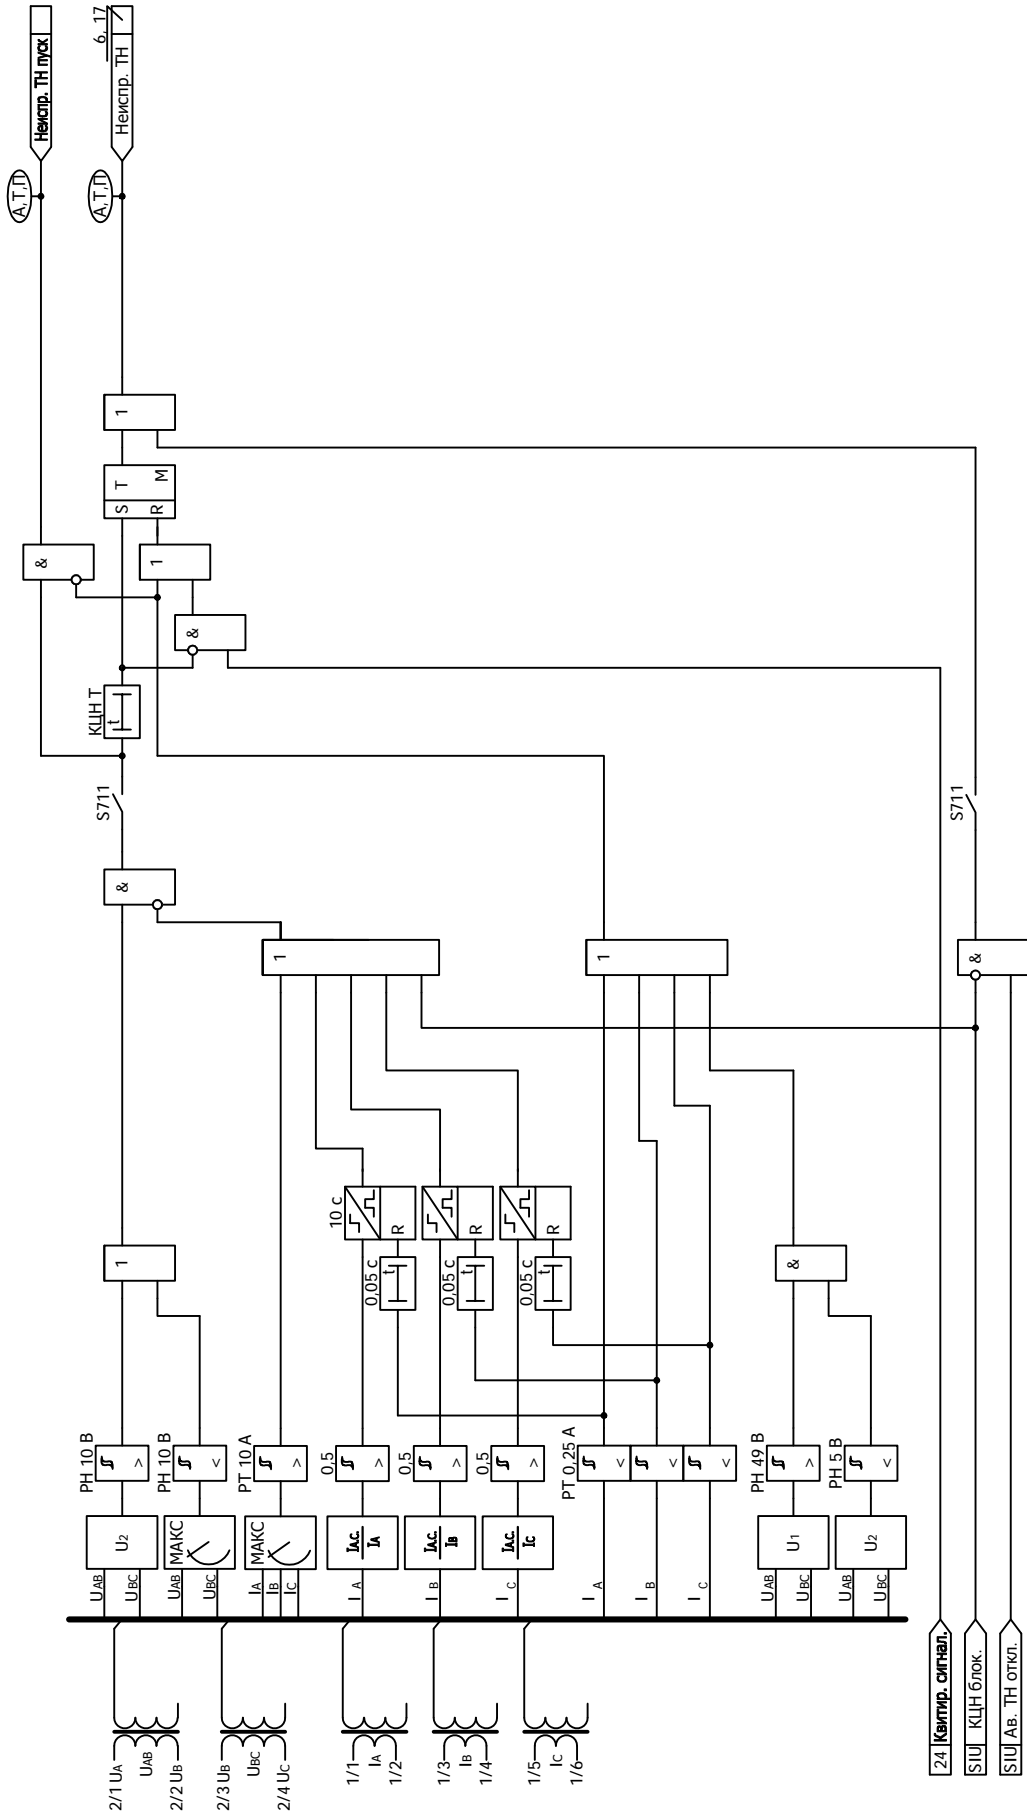 Неиспр. ТН пуск
6, 17
Неиспр. ТН
А,Т,П
А,Т,П
1
T
M
S
R
&
1
&
КЦН Т
t
S711
S711
&
1
1
&
10 с
R
R
R
0,05 с
t
0,05 с
t
0,05 с
t
1
&
РН 10 В
>
РН 10 В
<
РТ 10 А
>
0,5
>
0,5
>
0,5
>
РТ 0,25 А
<
<
<
РН 49 В
>
РН 5 В
<
U2
МАКС
МАКС
IА.С.
IА
IА.С.
IВ
IА.С.
IС
U1
U2
UAB
UBC
UAB
UBC
IA
IB
IC
I A
I B
I C
I A
I B
I C
UAB
UBC
UAB
UBC
2/1 UA
UAB
2/2 UB
2/3 UB
UBC
2/4 UC
1/1
IA
1/2
1/3
IB
1/4
1/5
IC
1/6
24 Квитир. сигнал.
SIU КЦН блок.
SIU Ав. ТН откл.